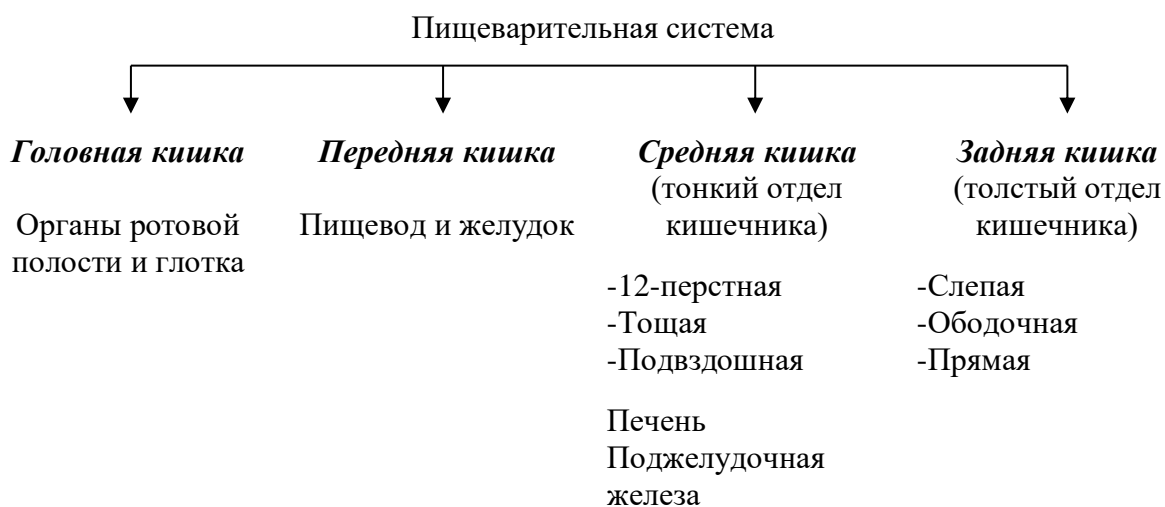 Пищеварительная система
Головная кишка
Органы ротовой
полости и глотка
Передняя кишка
Пищевод и желудок
Средняя кишка
(тонкий отдел
кишечника)
-12-перстная
-Тощая
-Подвздошная
Печень
Поджелудочная
железа
Задняя кишка
(толстый отдел
кишечника)
-Слепая
-Ободочная
-Прямая